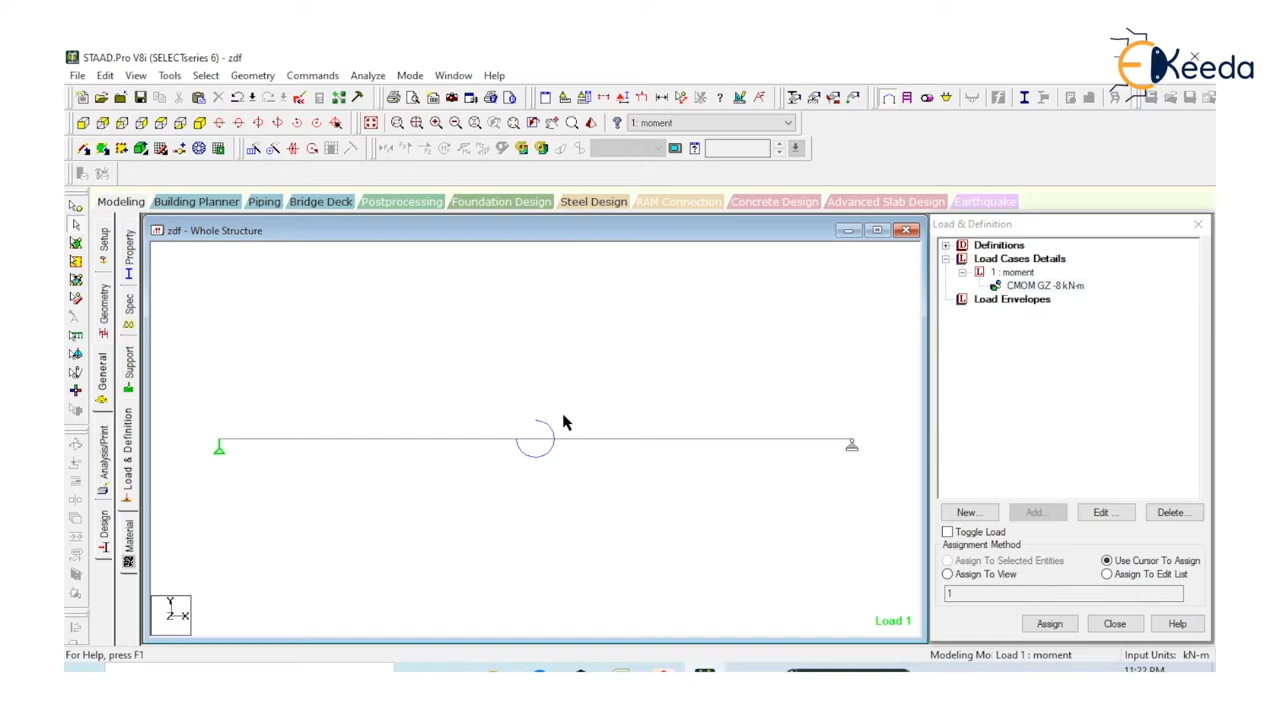 STAAD.Pro V8i (SELECTseries 6) - zdf
Keeda
File Edit View Tools Select Geometry Commands Analyze Mode Window Help
1: moment
Modeling Building Planner Piping Bridge Deck Postprocessing Foundation Design Steel Design RAM Connection Concrete Design Advanced Slab Design Earthquake
zdf - Whole Structure
Load & Definition
Setup
Geometry
General
Analysis/Print
Design
Property
Spec
Support
Load & Definition
Material
Definitions
Load Cases Details
1 : moment
CMOM GZ -8 kN-m
Load Envelopes
Y
Z X
Load 1
New... Add... Edit ... Delete...
Toggle Load
Assignment Method
Assign To Selected Entities Use Cursor To Assign
Assign To View Assign To Edit List
1
Assign Close Help
For Help, press F1
Modeling Mo Load 1 : moment Input Units: kN-m
11:22 PM